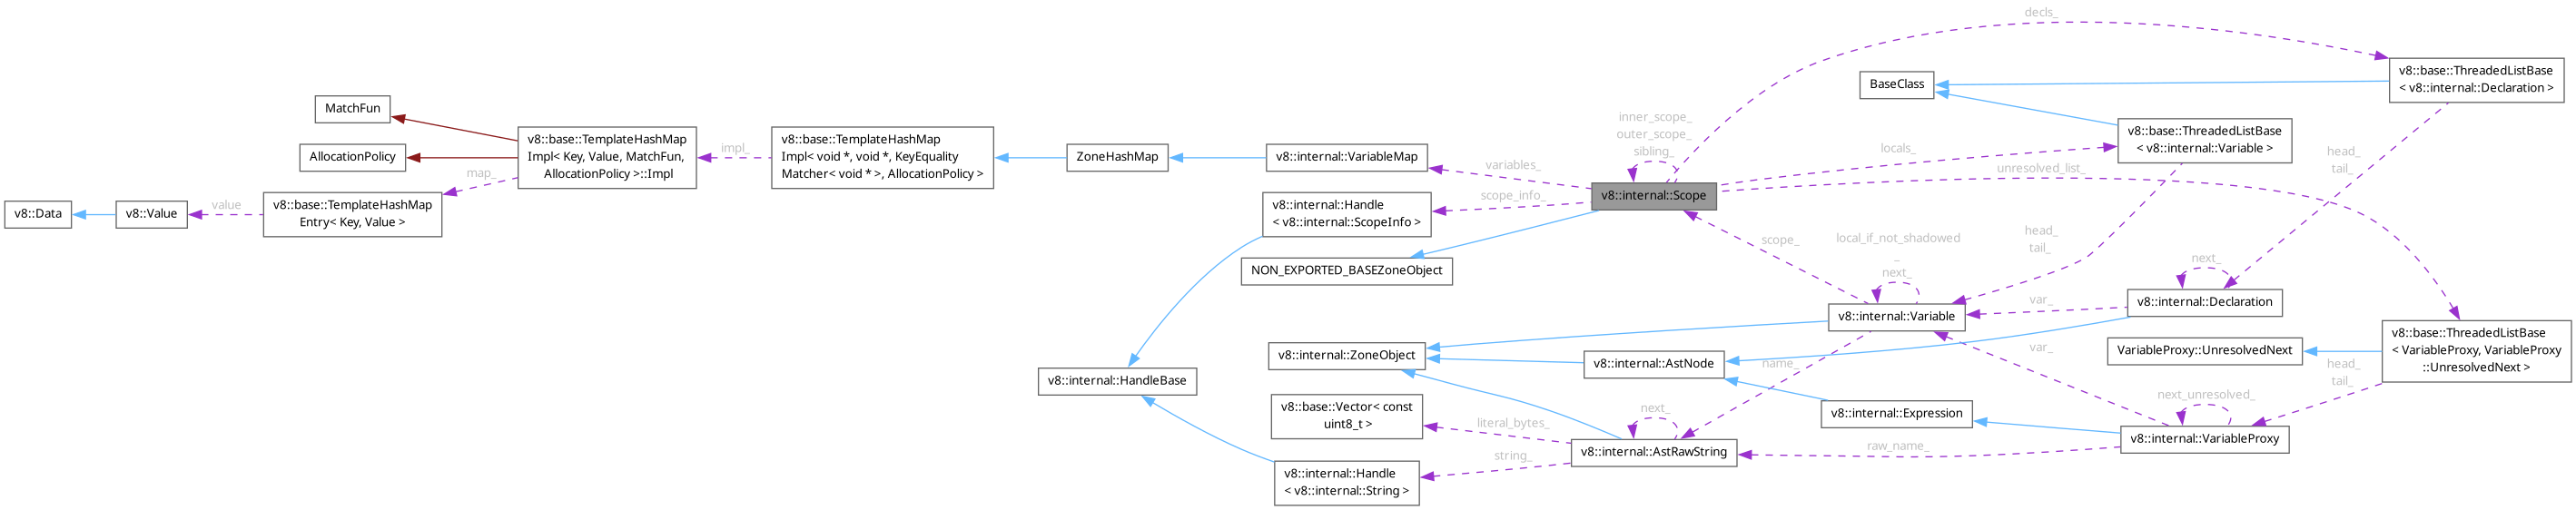 decls_
v8::base::ThreadedListBase
< v8::internal::Declaration >
BaseClass
MatchFun
AllocationPolicy
v8::base::TemplateHashMap
Impl< Key, Value, MatchFun,
AllocationPolicy >::Impl
impl_
v8::base::TemplateHashMap
Impl< void *, void *, KeyEquality
Matcher< void * >, AllocationPolicy >
ZoneHashMap
v8::internal::VariableMap
variables_
inner_scope_
outer_scope_
sibling_
locals_
v8::base::ThreadedListBase
< v8::internal::Variable >
head_
tail_
unresolved_list_
map_
v8::Data
v8::Value
value
v8::base::TemplateHashMap
Entry< Key, Value >
v8::internal::Handle
< v8::internal::ScopeInfo >
scope_info_
v8::internal::Scope
NON_EXPORTED_BASEZoneObject
scope_
local_if_not_shadowed
_
next_
head_
tail_
next_
v8::internal::Declaration
var_
v8::internal::Variable
v8::internal::ZoneObject
v8::internal::AstNode
name_
var_
VariableProxy::UnresolvedNext
v8::base::ThreadedListBase
< VariableProxy, VariableProxy
::UnresolvedNext >
head_
tail_
v8::internal::HandleBase
v8::base::Vector< const
uint8_t >
literal_bytes_
next_
v8::internal::Expression
next_unresolved_
v8::internal::VariableProxy
raw_name_
v8::internal::AstRawString
string_
v8::internal::Handle
< v8::internal::String >